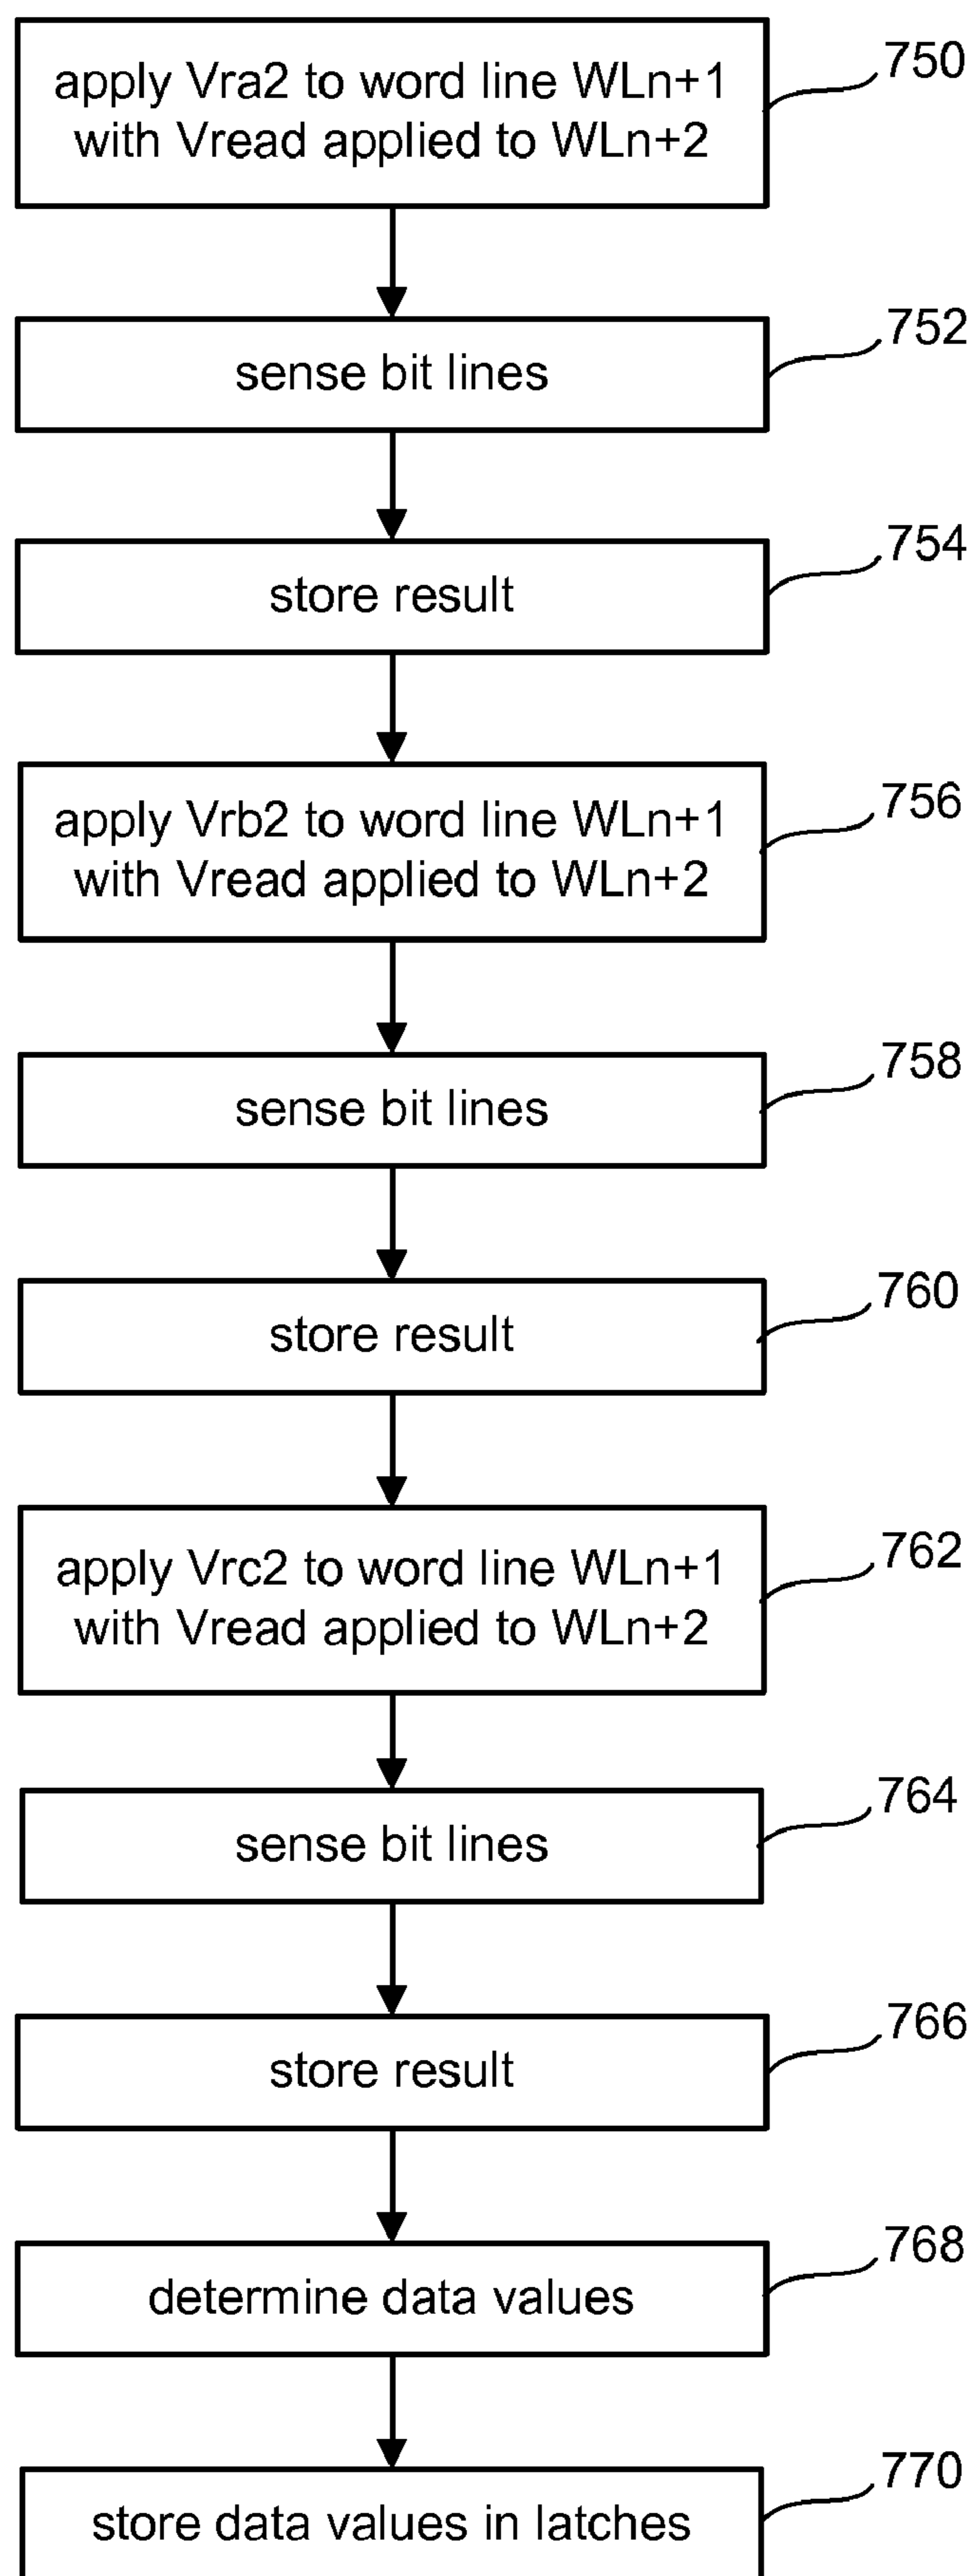 apply Vra2 to word line WLn+1
with Vread applied to WLn+2
750
sense bit lines
752
store result
754
apply Vrb2 to word line WLn+1
with Vread applied to WLn+2
756
sense bit lines
758
store result
760
apply Vrc2 to word line WLn+1
with Vread applied to WLn+2
762
sense bit lines
764
store result
766
determine data values
768
store data values in latches
770